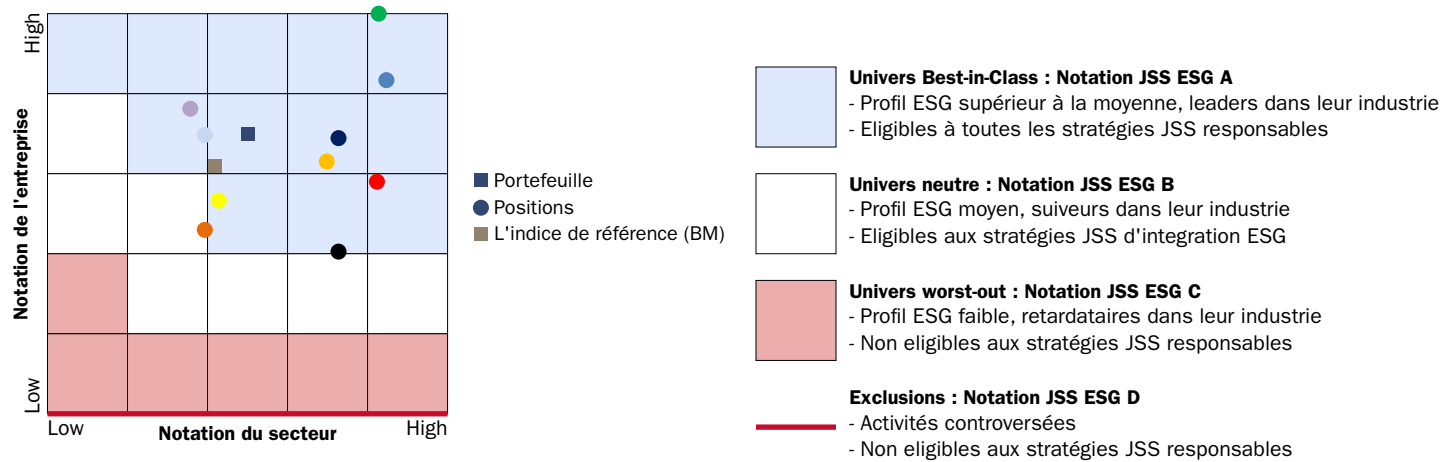 High
Notation de l'entreprise
Low
Low
Notation du secteur
High
Portefeuille
Positions
L'indice de référence (BM)
Univers Best-in-Class : Notation JSS ESG A
- Profil ESG supérieur à la moyenne, leaders dans leur industrie
- Eligibles à toutes les stratégies JSS responsables
Univers neutre : Notation JSS ESG B
- Profil ESG moyen, suiveurs dans leur industrie
- Eligibles aux stratégies JSS d'integration ESG
Univers worst-out : Notation JSS ESG C
- Profil ESG faible, retardataires dans leur industrie
- Non eligibles aux stratégies JSS responsables
Exclusions : Notation JSS ESG D
- Activités controversées
- Non eligibles aux stratégies JSS responsables